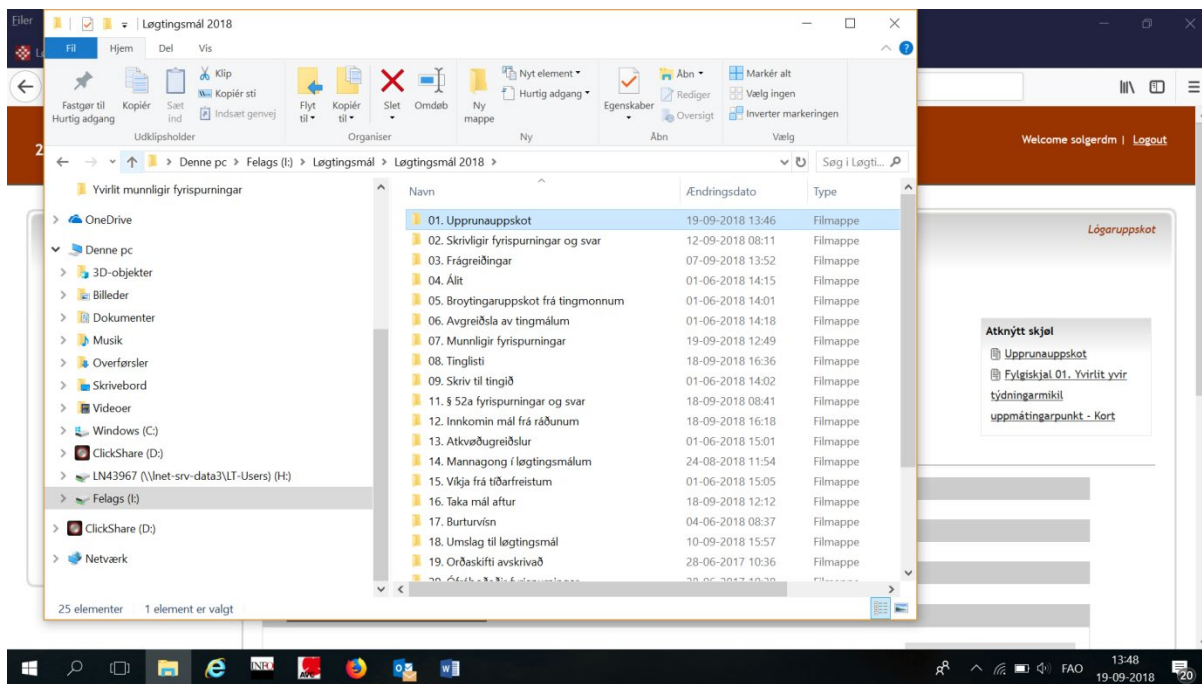 Eiler
Løgtingsmál 2018
Fil Hjem Del Vis
Fastgør til Hurtig adgang
Kopiér
Sæt ind
Klip
Kopiér sti
Indsæt genvej
Flyt til
Kopiér til
Slet
Omdøb
Ny mappe
Nyt element
Hurtig adgang
Egenskaber
Åbn
Rediger
Oversigt
Markér alt
Vælg ingen
Inverter markeringen
Udklipsholder Organiser Ny Åbn Vælg
Denne pc > Felags (I:) > Løgtingsmál > Løgtingsmál 2018 >
Søg i Løgti...
Welcome solgerdm | Logout
Yvirlit munnligir fyrispurningar
OneDrive
Denne pc
3D-objekter
Billeder
Dokumenter
Musik
Overførsler
Skrivebord
Videoer
Windows (C:)
ClickShare (D:)
LN43967 (\\lnet-srv-data3\LT-Users) (H:)
Felags (I:)
ClickShare (D:)
Netværk
Navn Ændringsdato Type
01. Upprunauppskot 19-09-2018 13:46 Filmappe
02. Skrivligir fyrispurningar og svar 12-09-2018 08:11 Filmappe
03. Frágreiðingar 07-09-2018 13:52 Filmappe
04. Álit 01-06-2018 14:15 Filmappe
05. Broytingaruppskot frá tingmonnum 01-06-2018 14:01 Filmappe
06. Avgreiðsla av tingmálum 01-06-2018 14:18 Filmappe
07. Munnligir fyrispurningar 19-09-2018 12:49 Filmappe
08. Tinglisti 18-09-2018 16:36 Filmappe
09. Skriv til tingið 01-06-2018 14:02 Filmappe
11. § 52a fyrispurningar og svar 18-09-2018 08:41 Filmappe
12. Innkomin mál frá ráðunum 18-09-2018 16:18 Filmappe
13. Atkvøðugreiðslur 01-06-2018 15:01 Filmappe
14. Mannagong í løgtingsmálum 24-08-2018 11:54 Filmappe
15. Víkja frá tíðarfreistum 01-06-2018 15:05 Filmappe
16. Taka mál aftur 18-09-2018 12:12 Filmappe
17. Burturvísn 04-06-2018 08:37 Filmappe
18. Umslag til løgtingsmál 10-09-2018 15:57 Filmappe
19. Orðaskifti avskrivað 28-06-2017 10:36 Filmappe
25 elementer 1 element er valgt
Lógaruppskot
Atknýtt skjøl
Upprunauppskot
Fylgiskjal 01. Yvirlit yvir
týdningarmikil
uppmátingarpunkt - Kort
INFO
FAO
13:48
19-09-2018
20